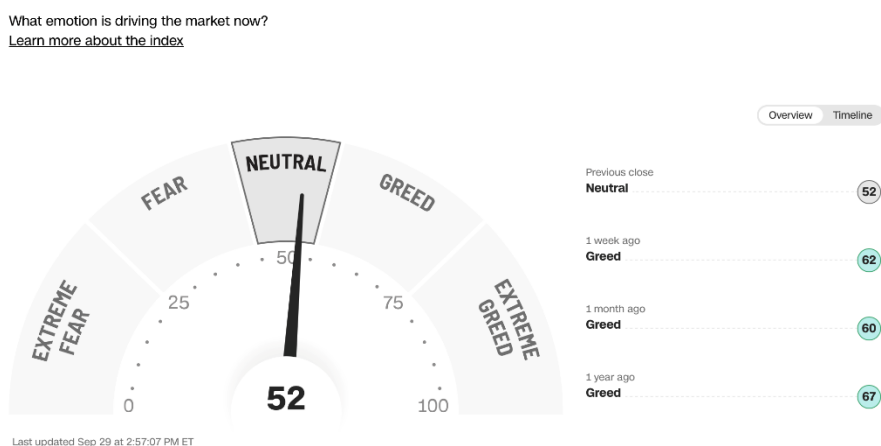 What emotion is driving the market now?
Learn more about the index
Overview Timeline
EXTREME
FEAR
FEAR
NEUTRAL
GREED
EXTREME
GREED
0
25
50
75
100
52
Previous close
Neutral 52
1 week ago
Greed 62
1 month ago
Greed 60
1 year ago
Greed 67
Last updated Sep 29 at 2:57:07 PM ET